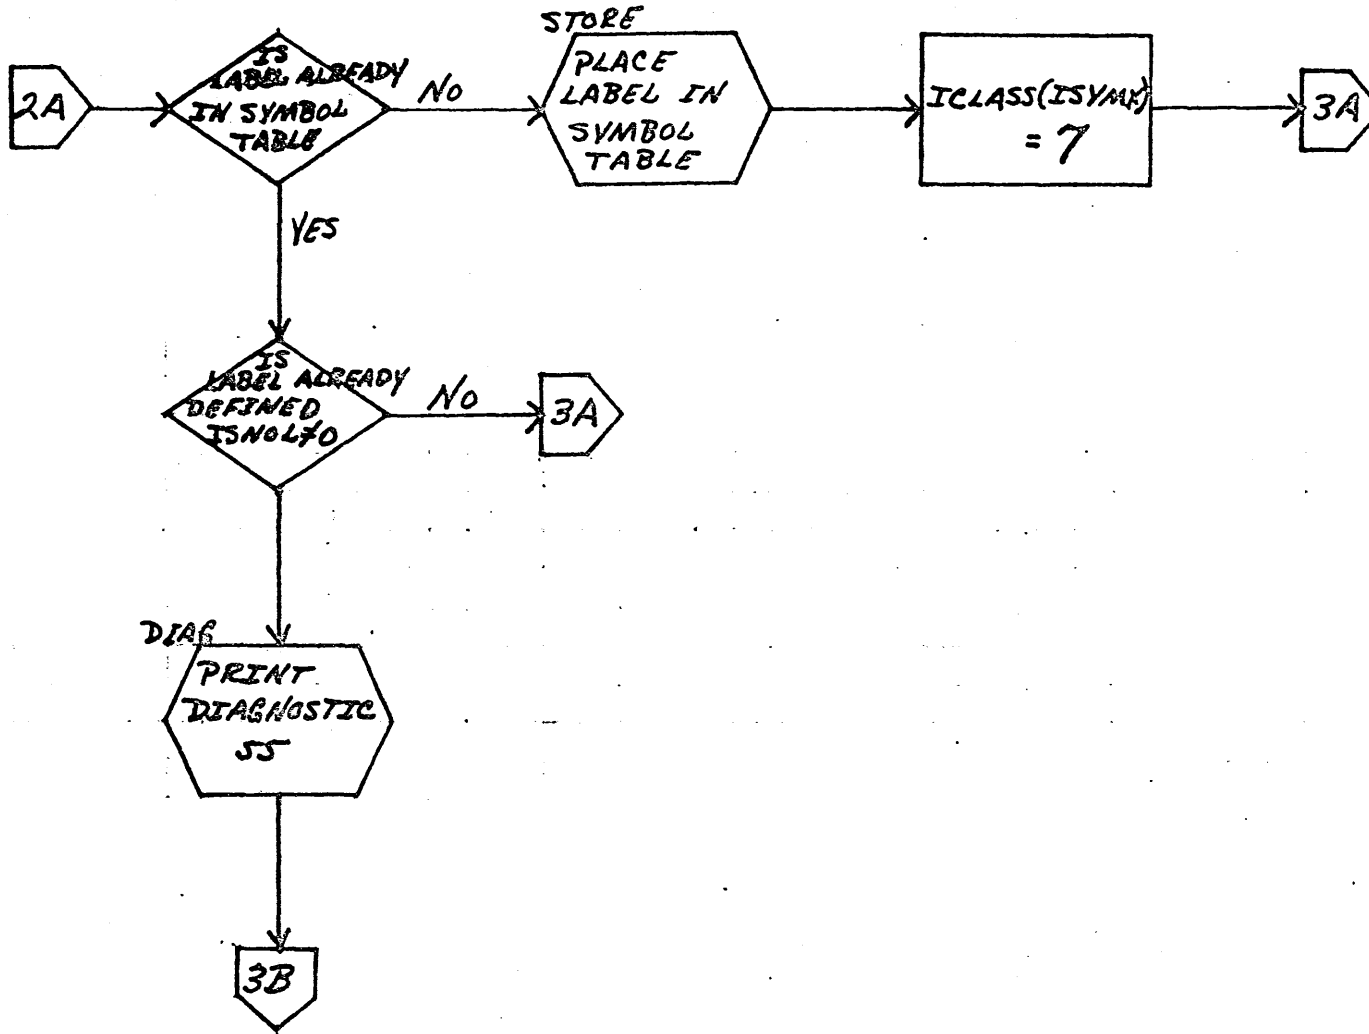 2A
IS
LABEL ALREADY
IN SYMBOL
TABLE
NO
STORE
PLACE
LABEL IN
SYMBOL
TABLE
ICLASS(ISYMK)
= 7
3A
YES
IS
LABEL ALREADY
DEFINED
ISNOL≠0
NO
3A
DIAG
PRINT
DIAGNOSTIC
55
3B